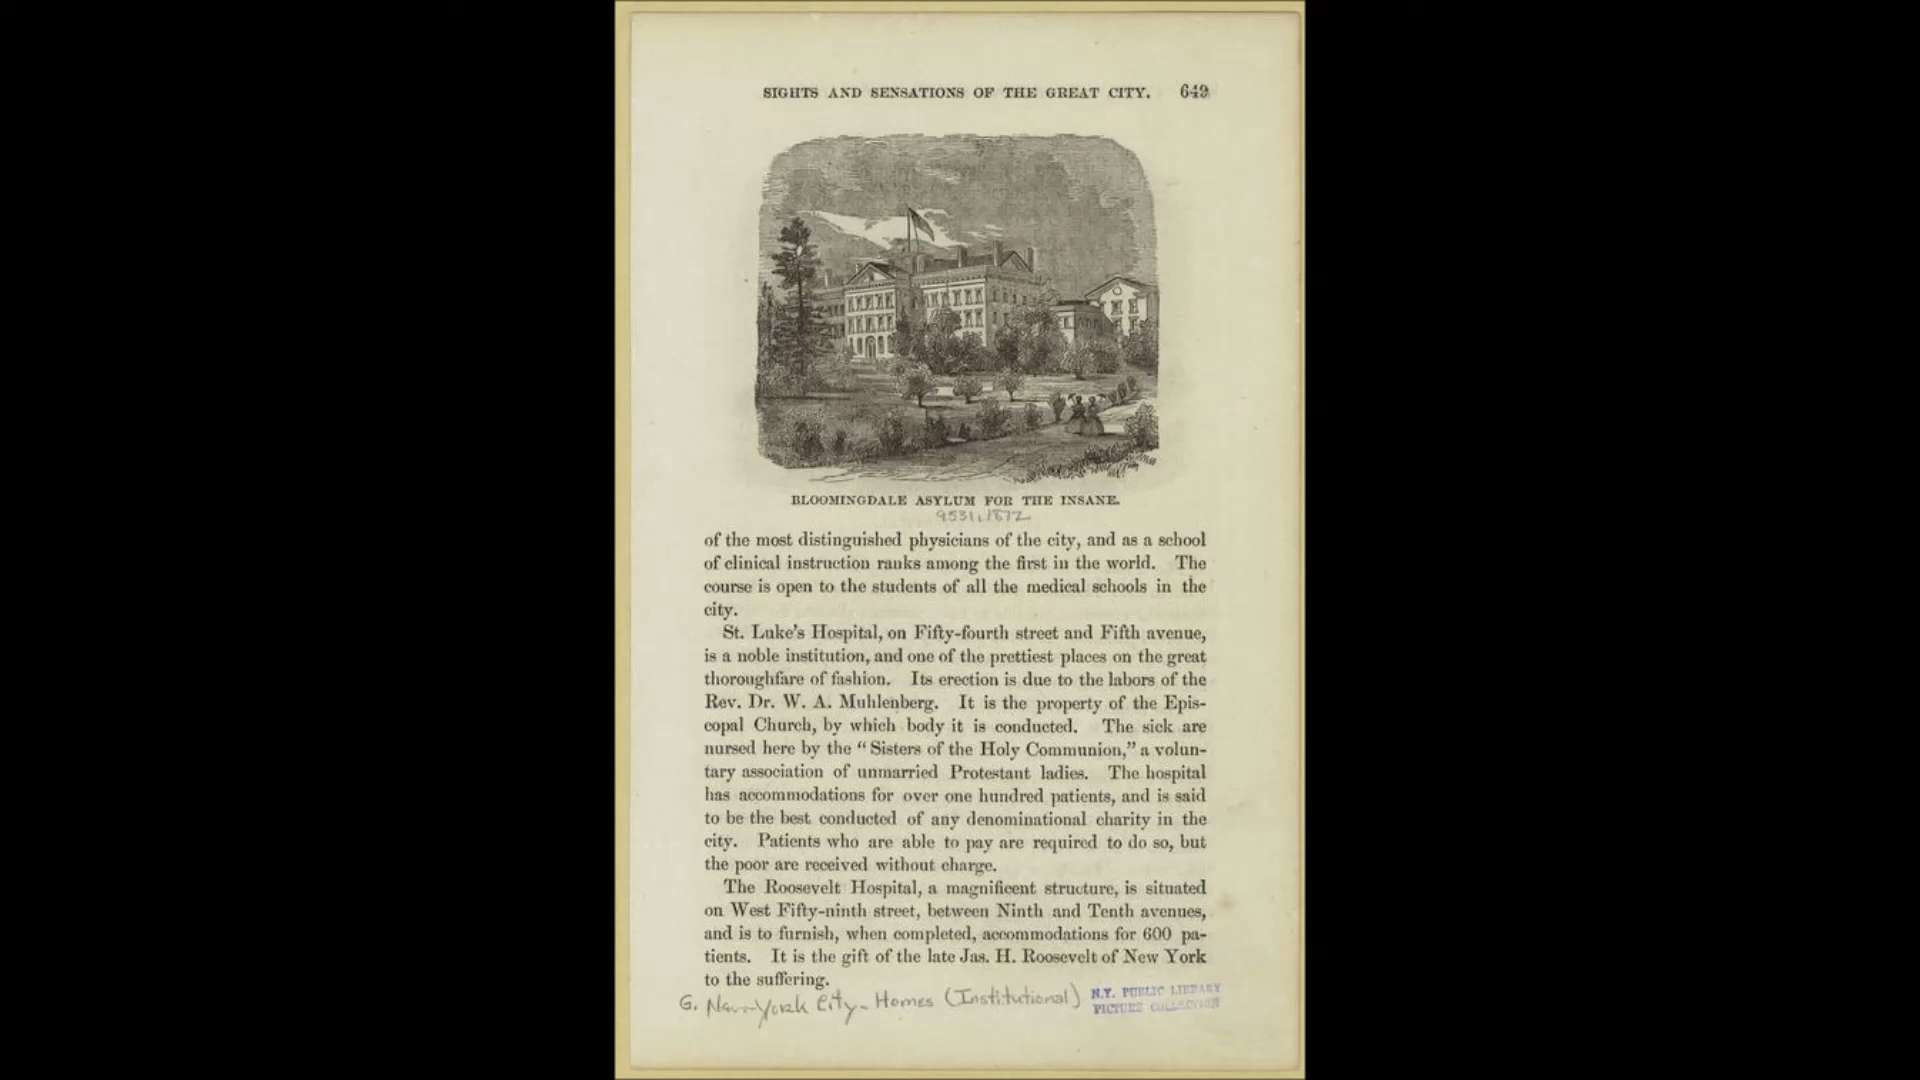 SIGHTS AND SENSATIONS OF THE GREAT CITY. 649
BLOOMINGDALE ASYLUM FOR THE INSANE.
9531,1872
of the most distinguished physicians of the city, and as a school
of clinical instruction ranks among the first in the world. The
course is open to the students of all the medical schools in the
city.
St. Luke's Hospital, on Fifty-fourth street and Fifth avenue,
is a noble institution, and one of the prettiest places on the great
thoroughfare of fashion. Its erection is due to the labors of the
Rev. Dr. W. A. Muhlenberg. It is the property of the Epis-
copal Church, by which body it is conducted. The sick are
nursed here by the "Sisters of the Holy Communion," a volun-
tary association of unmarried Protestant ladies. The hospital
has accommodations for over one hundred patients, and is said
to be the best conducted of any denominational charity in the
city. Patients who are able to pay are required to do so, but
the poor are received without charge.
The Roosevelt Hospital, a magnificent structure, is situated
on West Fifty-ninth street, between Ninth and Tenth avenues,
and is to furnish, when completed, accommodations for 600 pa-
tients. It is the gift of the late Jas. H. Roosevelt of New York
to the suffering.
G. New York City - Homes (Institutional)
N.Y. PUBLIC LIBRARY
PICTURE COLLECTION